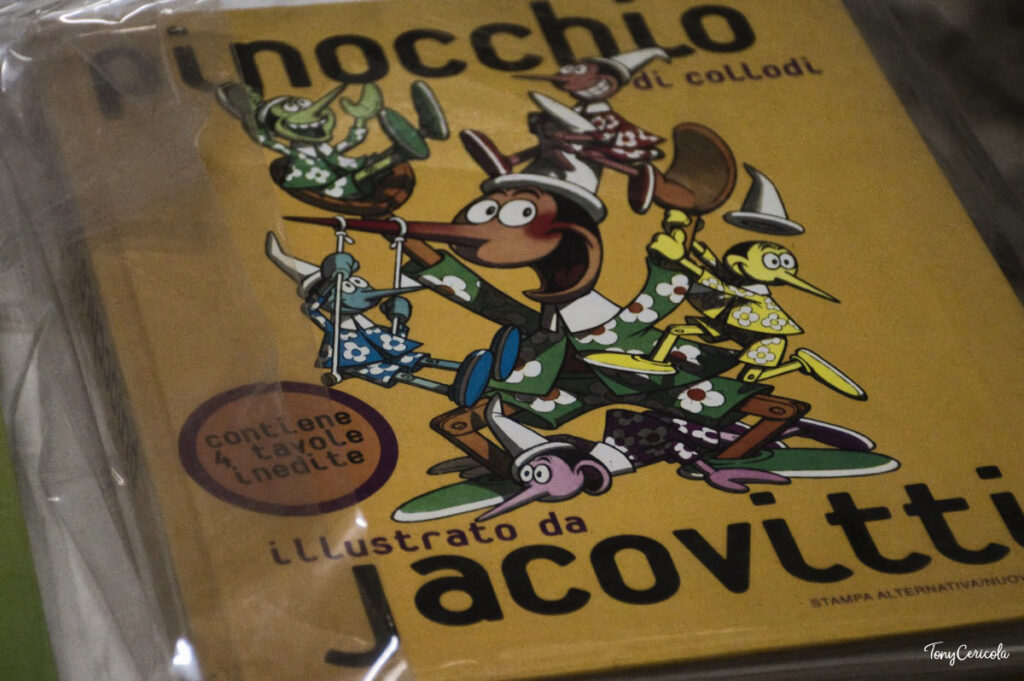 pinocchio
di collodi
contiene
4 tavole
inedite
illustrato da
jacovitti
STAMPA ALTERNATIVA/NUOV
TonyCericola